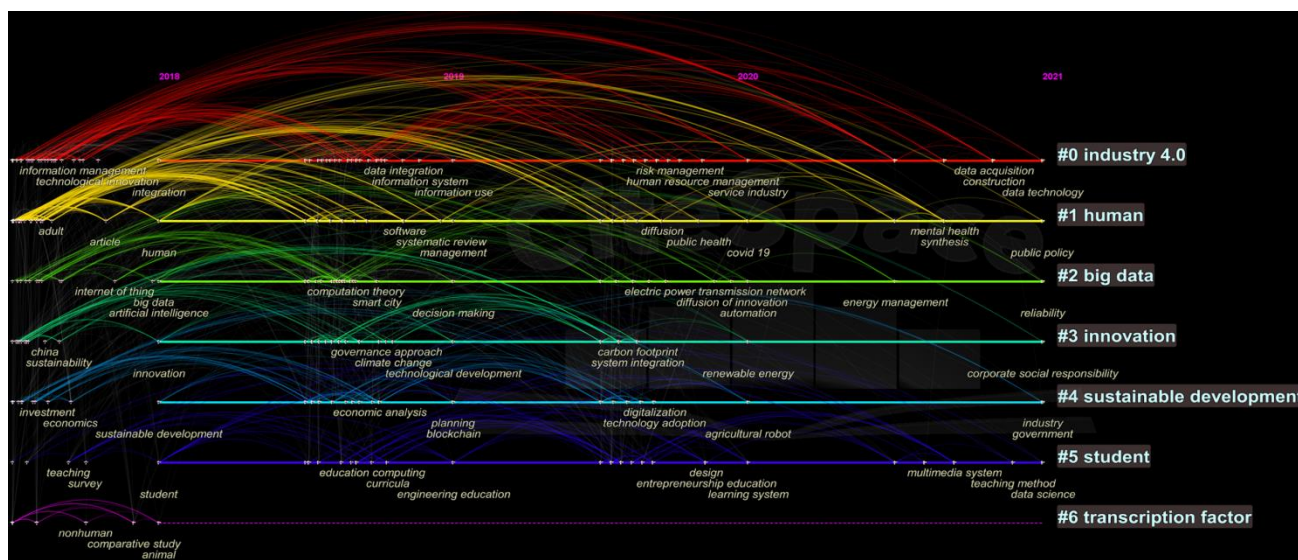 2018
2019
2020
2021
#0 industry 4.0
information management
technological innovation
integration
data integration
information system
information use
risk management
human resource management
service industry
data acquisition
construction
data technology
#1 human
adult
article
human
software
systematic review
management
diffusion
public health
covid 19
mental health
synthesis
public policy
#2 big data
internet of thing
big data
artificial intelligence
computation theory
smart city
decision making
electric power transmission network
diffusion of innovation
automation
energy management
reliability
#3 innovation
china
sustainability
innovation
governance approach
climate change
technological development
carbon footprint
system integration
renewable energy
corporate social responsibility
#4 sustainable development
investment
economics
sustainable development
economic analysis
planning
blockchain
digitalization
technology adoption
agricultural robot
industry
government
#5 student
teaching
survey
student
education computing
curricula
engineering education
design
entrepreneurship education
learning system
multimedia system
teaching method
data science
#6 transcription factor
nonhuman
comparative study
animal
CiteSpace